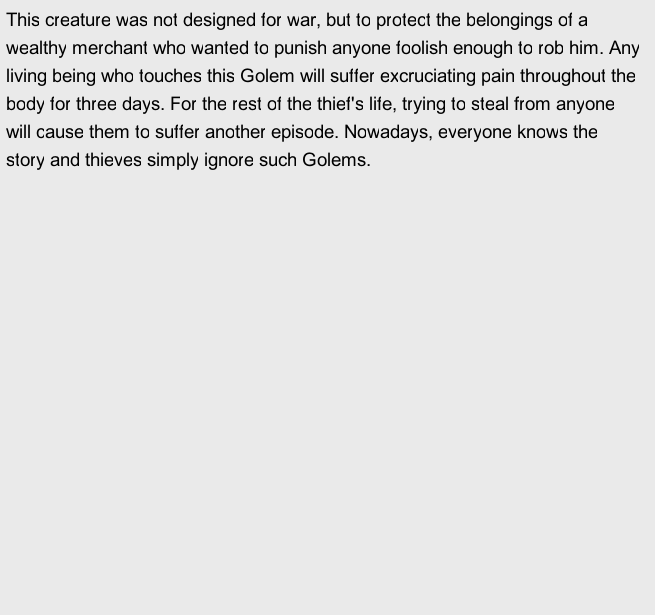 This creature was not designed for war, but to protect the belongings of a
wealthy merchant who wanted to punish anyone foolish enough to rob him. Any
living being who touches this Golem will suffer excruciating pain throughout the
body for three days. For the rest of the thief's life, trying to steal from anyone
will cause them to suffer another episode. Nowadays, everyone knows the
story and thieves simply ignore such Golems.